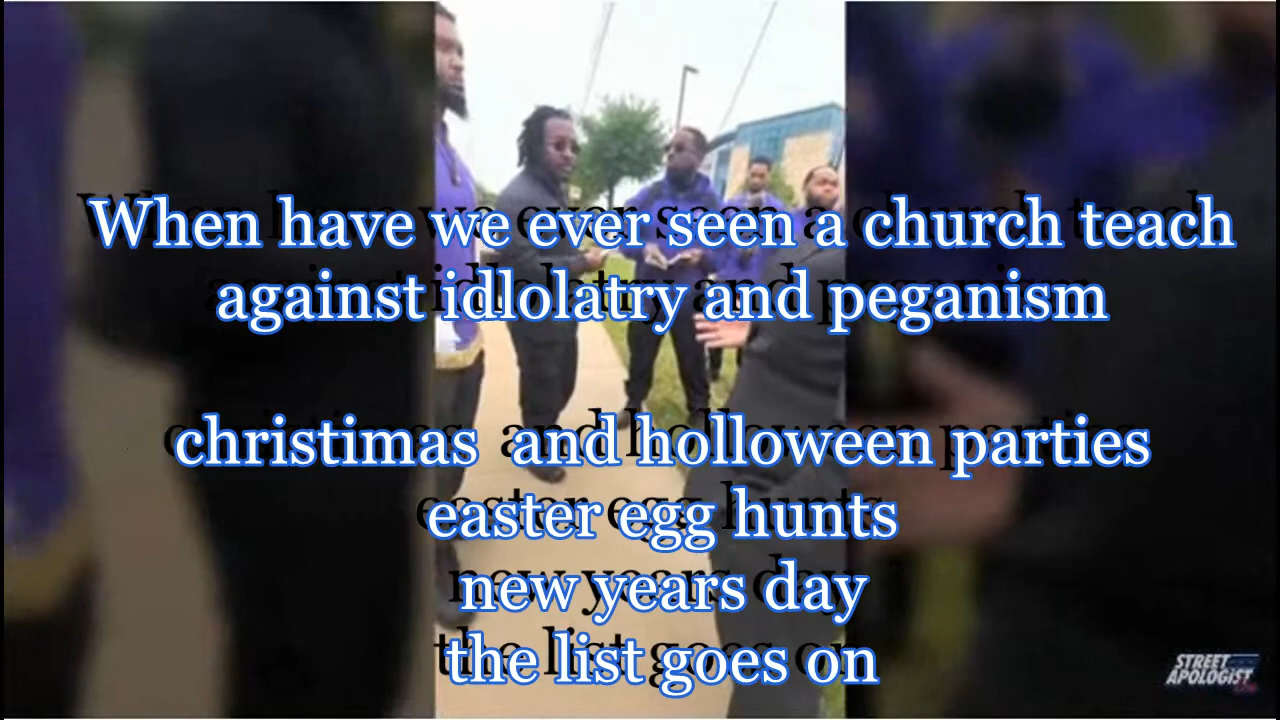 When have we ever seen a church teach
against idlolatry and peganism
christimas and holloween parties
easter egg hunts
new years day
the list goes on
STREET
APOLOGIST